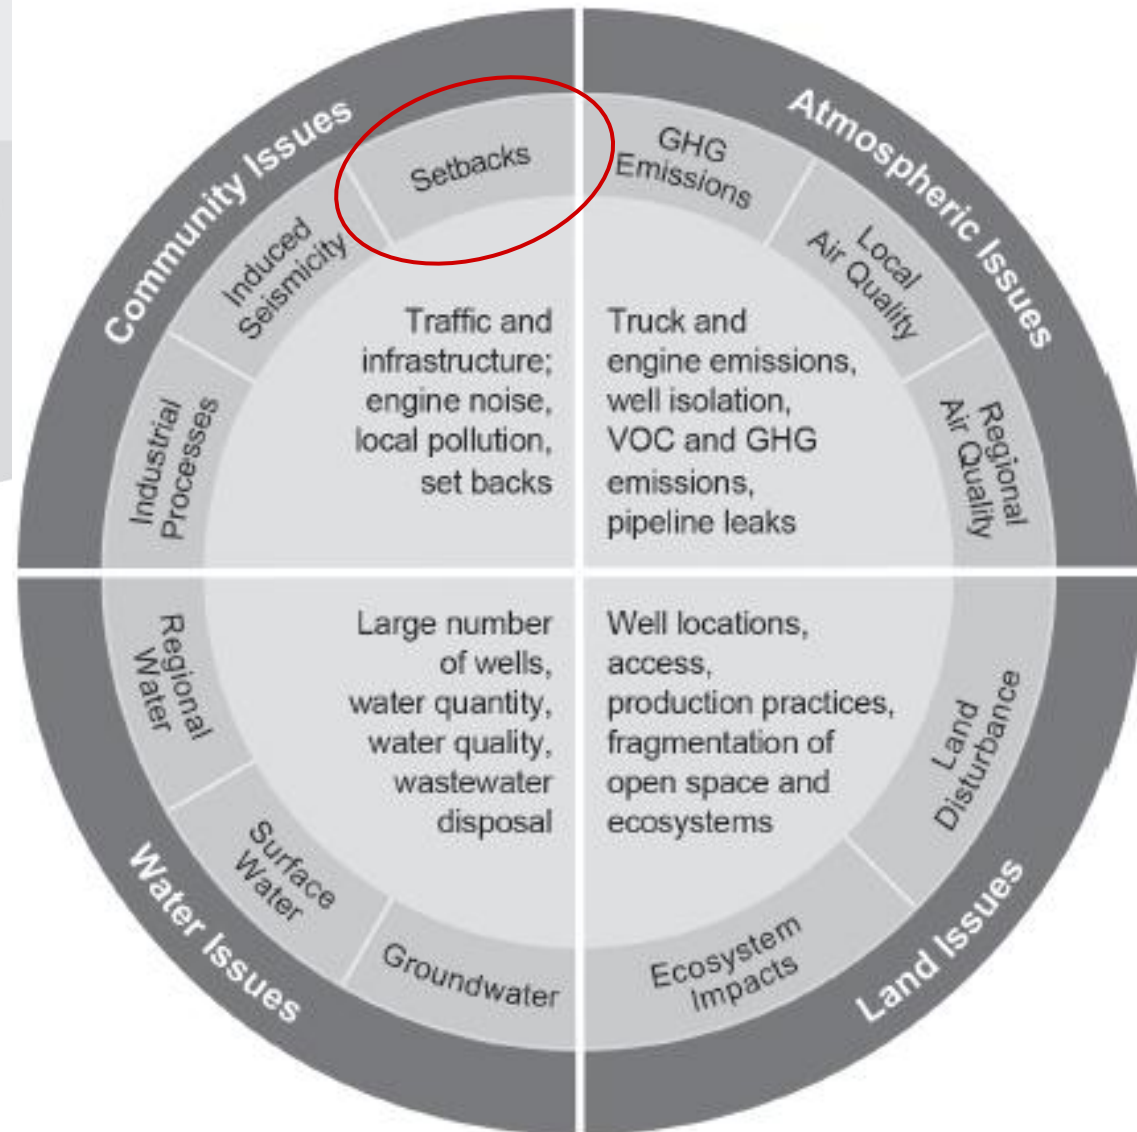 Community Issues
Setbacks
Induced
Seismicity
Industrial
Processes
Traffic and
infrastructure;
engine noise,
local pollution,
set backs
Atmospheric Issues
GHG
Emissions
Local
Air Quality
Regional
Air Quality
Truck and
engine emissions,
well isolation,
VOC and GHG
emissions,
pipeline leaks
Water Issues
Regional
Water
Surface
Water
Groundwater
Large number
of wells,
water quantity,
water quality,
wastewater
disposal
Land Issues
Land
Disturbance
Ecosystem
Impacts
Well locations,
access,
production practices,
fragmentation of
open space and
ecosystems